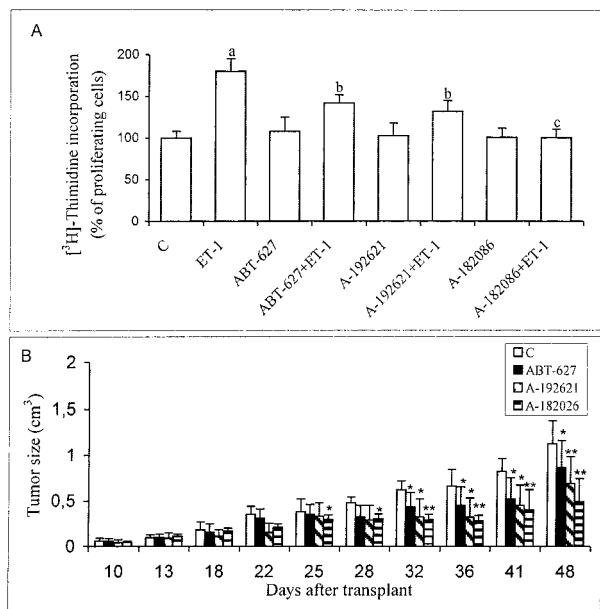 A
[³H]-Thimidine incorporation
(% of proliferating cells)
200
150
100
50
0
a
b
b
c
C
ET-1
ABT-627
ABT-627+ET-1
A-192621
A-192621+ET-1
A-182086
A-182086+ET-1
B
C
ABT-627
A-192621
A-182026
Tumor size (cm³)
2
1,5
1
0,5
0
* * * ** * * ** * * ** * * ** * ** **
10 13 18 22 25 28 32 36 41 48
Days after transplant